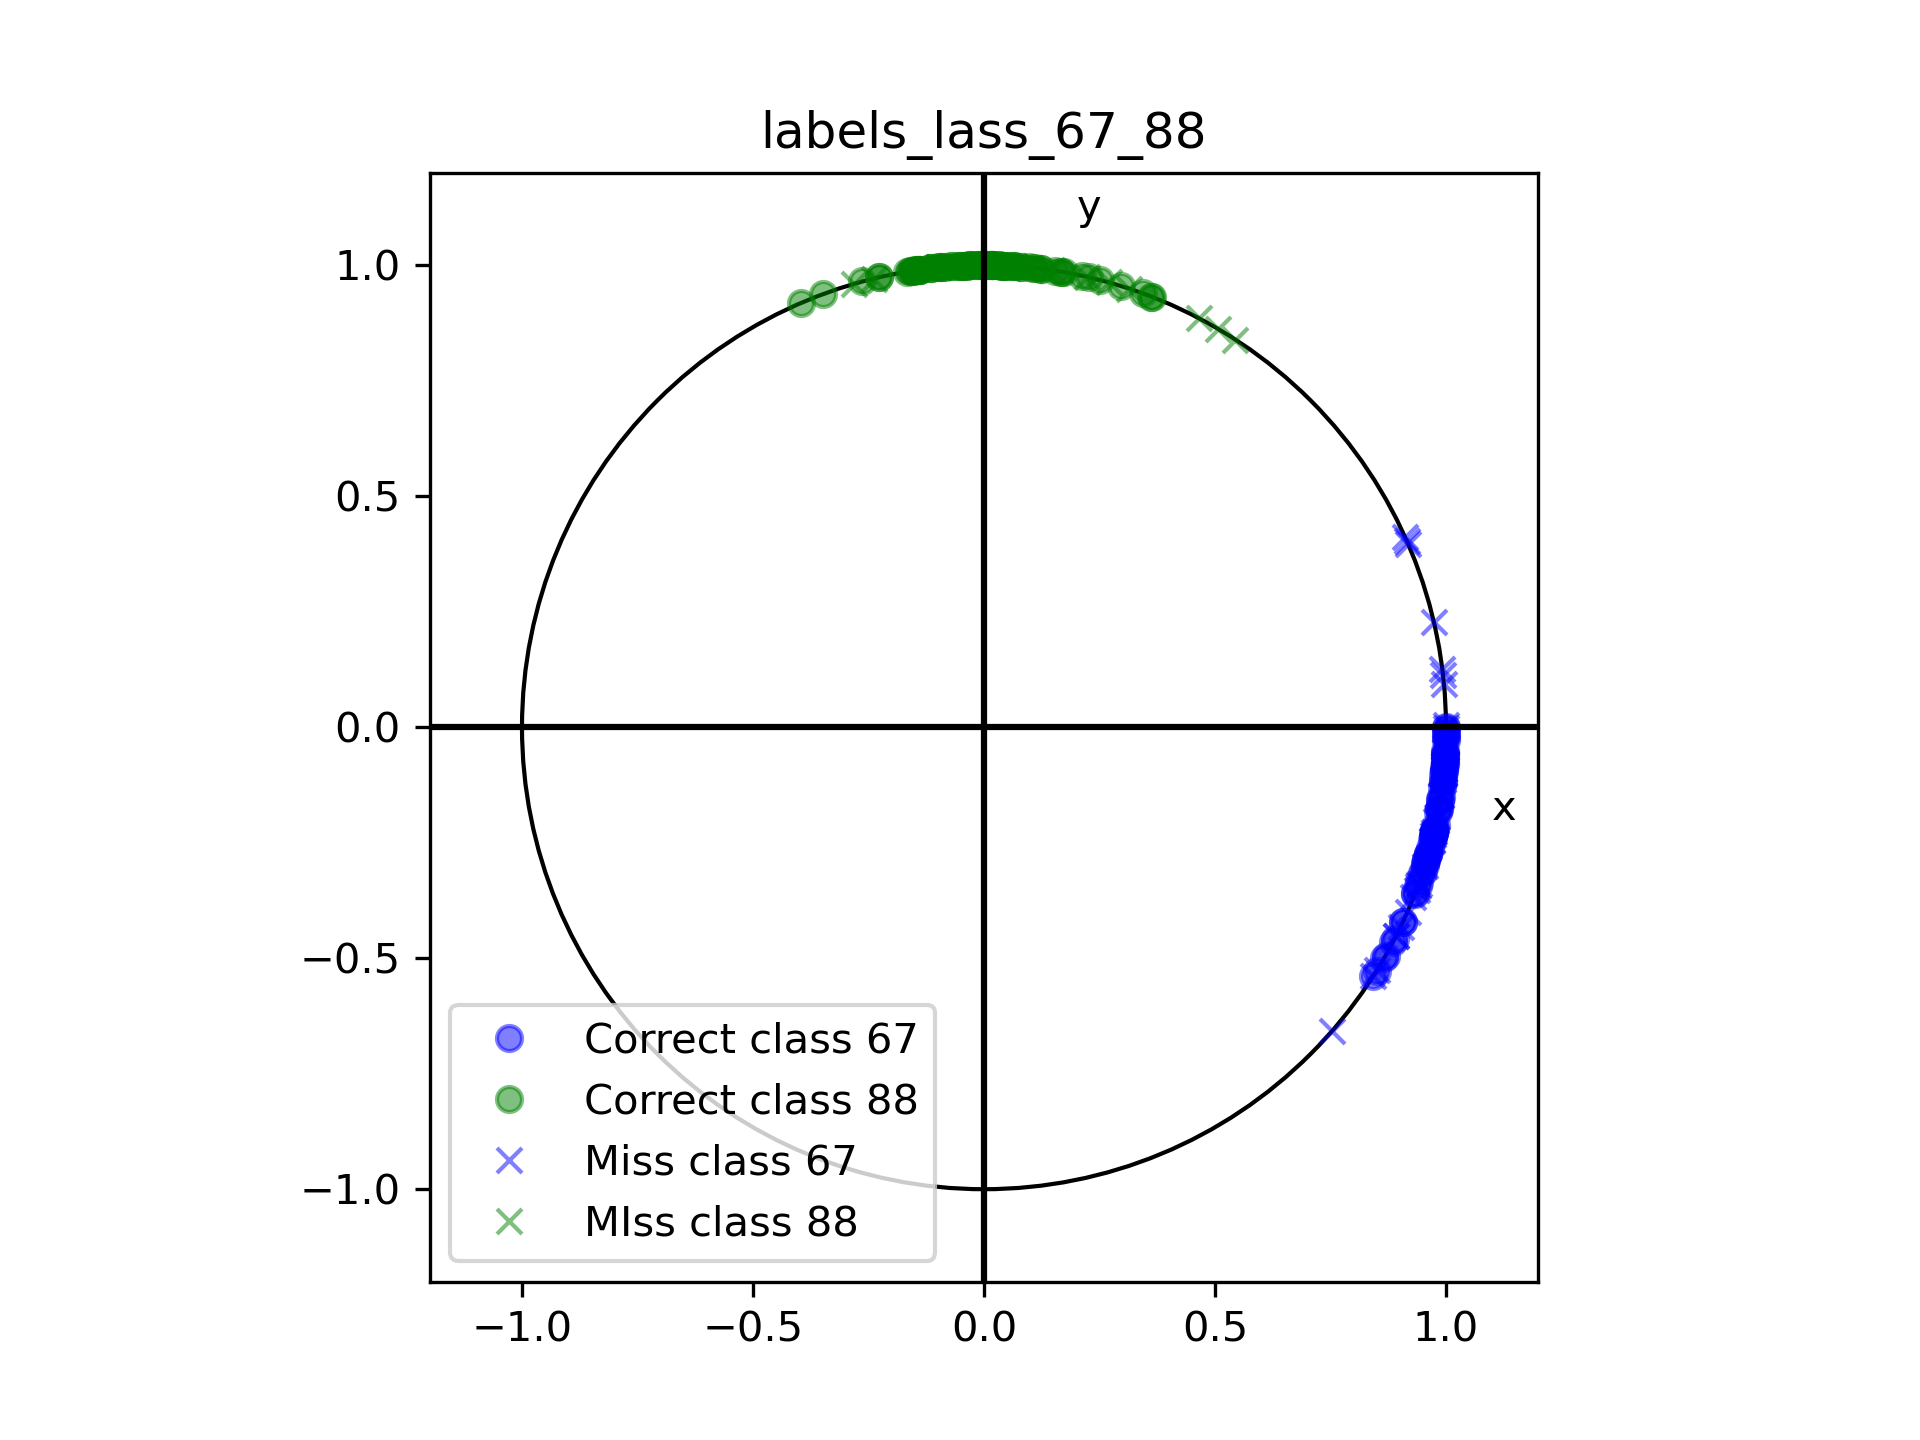 labels_lass_67_88
y
1.0
0.5
0.0
x
−0.5
−1.0
Correct class 67
Correct class 88
Miss class 67
MIss class 88
−1.0 −0.5 0.0 0.5 1.0